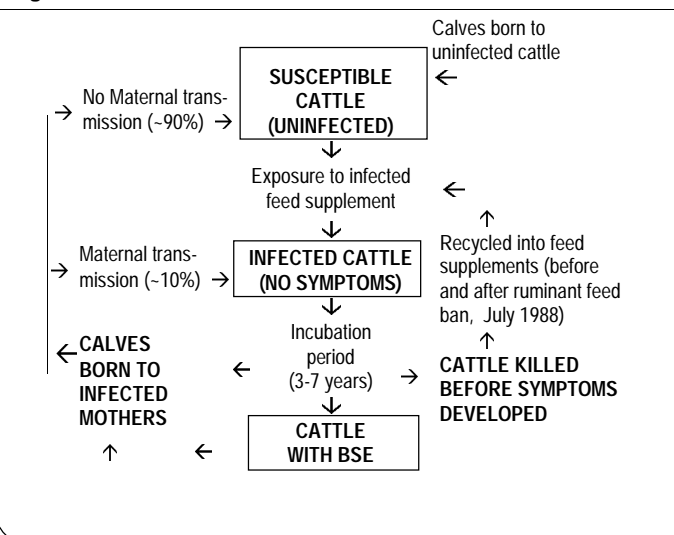 Calves born to
uninfected cattle
SUSCEPTIBLE
CATTLE
(UNINFECTED)
No Maternal trans-
mission (~90%)
Exposure to infected
feed supplement
Maternal trans-
mission (~10%)
INFECTED CATTLE
(NO SYMPTOMS)
Recycled into feed
supplements (before
and after ruminant feed
ban, July 1988)
Incubation
period
(3-7 years)
CALVES
BORN TO
INFECTED
MOTHERS
CATTLE KILLED
BEFORE SYMPTOMS
DEVELOPED
CATTLE
WITH BSE